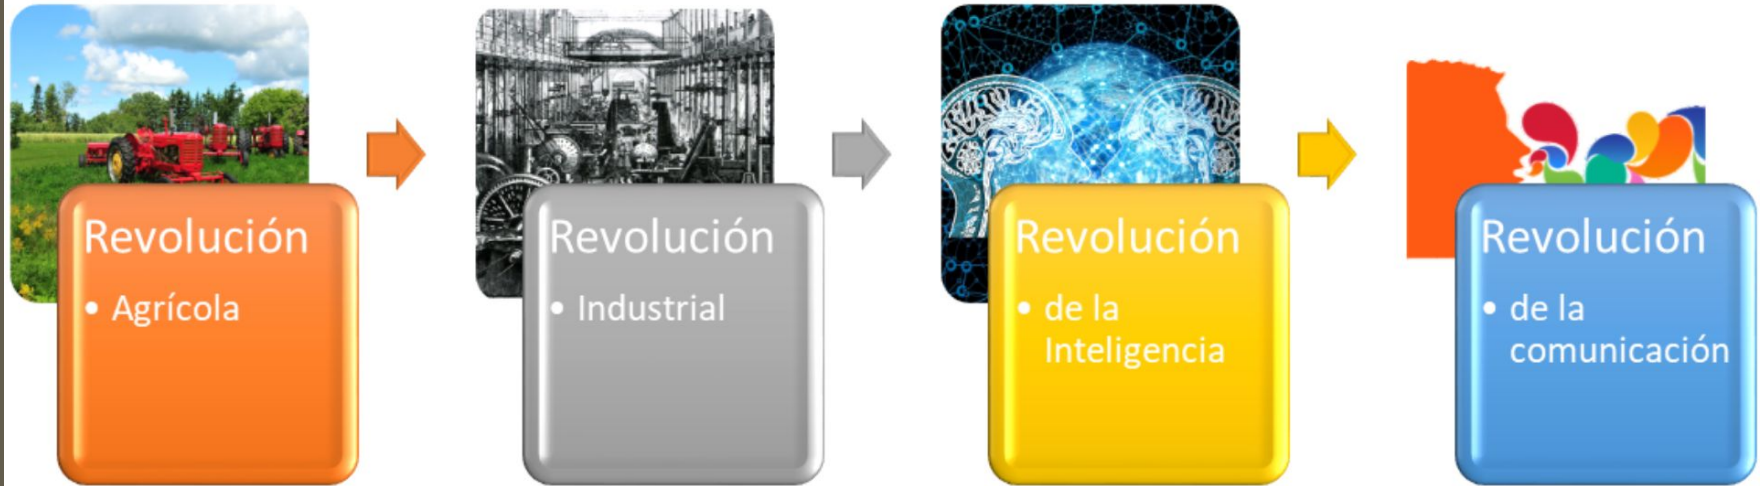 Revolución
• Agrícola
Revolución
• Industrial
Revolución
• de la
Inteligencia
Revolución
• de la
comunicación